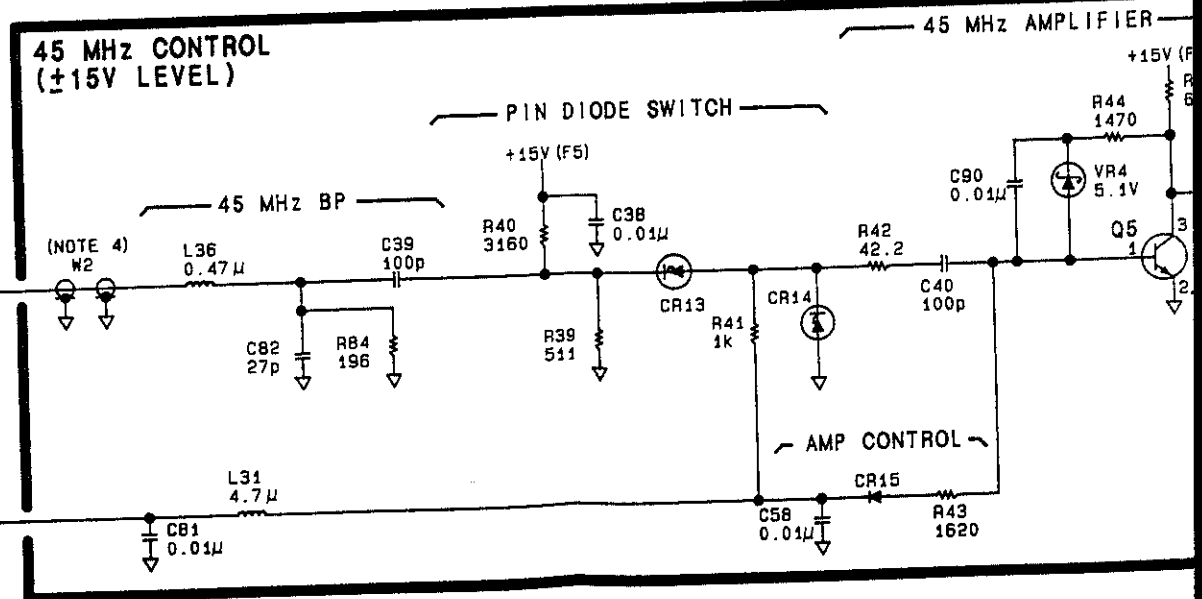 45 MHz CONTROL
(±15V LEVEL)
45 MHz AMPLIFIER
+15V (F
R
6
R44
1470
PIN DIODE SWITCH
+15V (F5)
C90
0.01µ
VR4
5.1V
45 MHz BP
R40
3160
C38
0.01µ
(NOTE 4)
W2
L36
0.47µ
C39
100p
R42
42.2
Q5
1
3
2
CR13
CR14
C40
100p
C82
27p
R84
196
R39
511
R41
1k
AMP CONTROL
L31
4.7µ
CR15
C81
0.01µ
C58
0.01µ
R43
1620